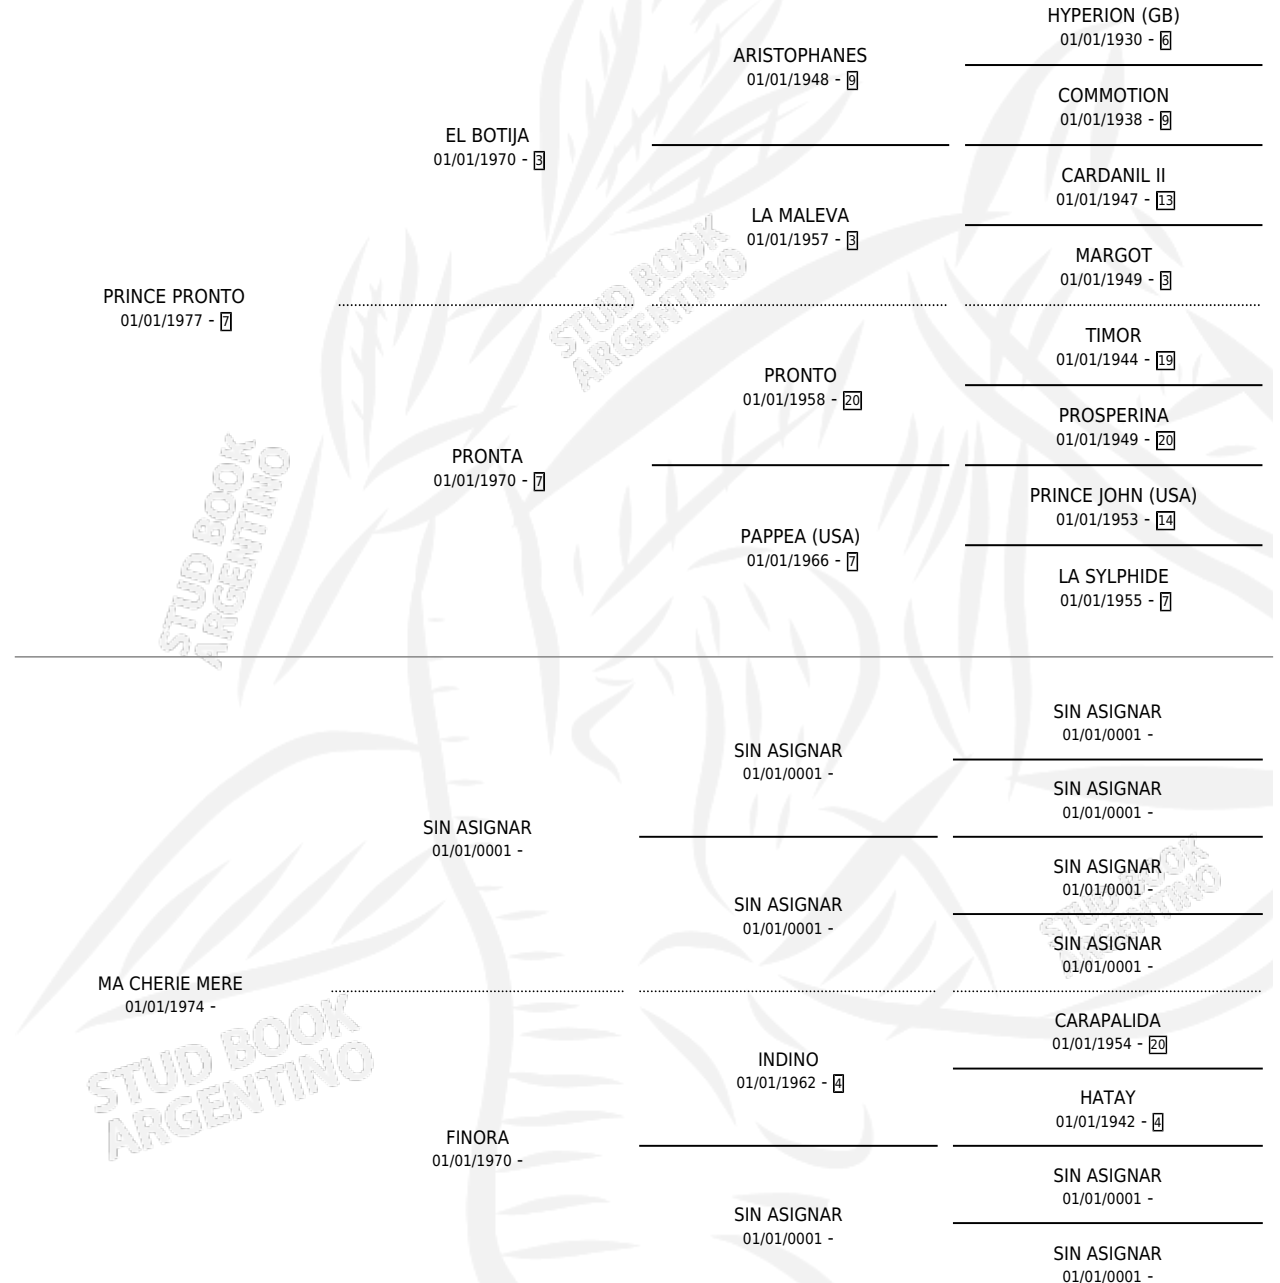 HYPERION (GB)
01/01/1930 - 6
ARISTOPHANES
01/01/1948 - 9
COMMOTION
01/01/1938 - 9
EL BOTIJA
01/01/1970 - 3
CARDANIL II
01/01/1947 - 13
LA MALEVA
01/01/1957 - 3
MARGOT
01/01/1949 - 3
PRINCE PRONTO
01/01/1977 - 7
TIMOR
01/01/1944 - 19
PRONTO
01/01/1958 - 20
PROSPERINA
01/01/1949 - 20
PRONTA
01/01/1970 - 7
PRINCE JOHN (USA)
01/01/1953 - 14
PAPPEA (USA)
01/01/1966 - 7
LA SYLPHIDE
01/01/1955 - 7
STUD BOOK
ARGENTINO
STUD BOOK
ARGENTINO
SIN ASIGNAR
01/01/0001 -
SIN ASIGNAR
01/01/0001 -
SIN ASIGNAR
01/01/0001 -
SIN ASIGNAR
01/01/0001 -
SIN ASIGNAR
01/01/0001 -
SIN ASIGNAR
01/01/0001 -
SIN ASIGNAR
01/01/0001 -
STUD BOOK
ARGENTINO
MA CHERIE MERE
01/01/1974 -
CARAPALIDA
01/01/1954 - 20
INDINO
01/01/1962 - 4
HATAY
01/01/1942 - 4
STUD BOOK
ARGENTINO
FINORA
01/01/1970 -
SIN ASIGNAR
01/01/0001 -
SIN ASIGNAR
01/01/0001 -
SIN ASIGNAR
01/01/0001 -